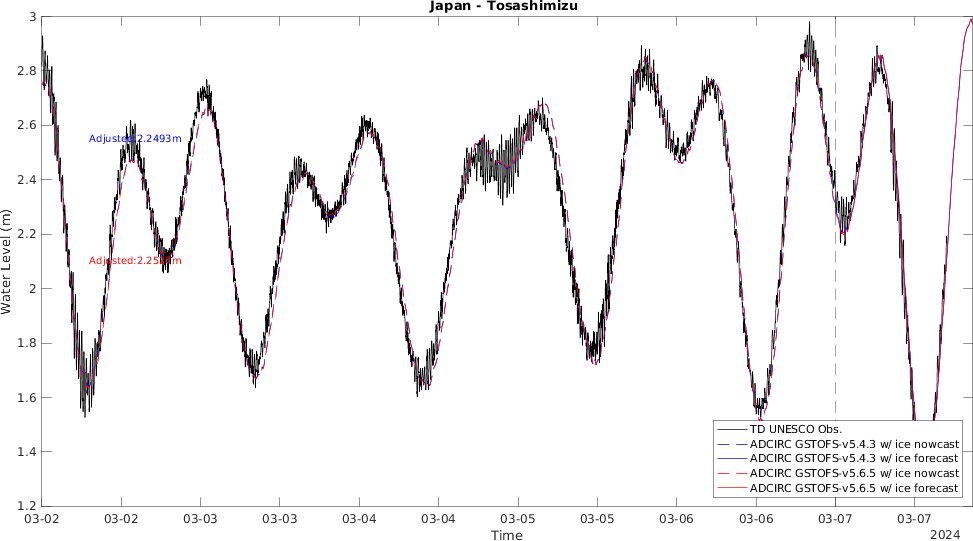 Japan - Tosashimizu
3
2.8
2.6
2.4
2.2
2
1.8
1.6
1.4
1.2
Water Level (m)
Adjusted:2.2493m
TD UNESCO Obs.
ADCIRC GSTOFS-v5.4.3 w/ ice nowcast
ADCIRC GSTOFS-v5.4.3 w/ ice forecast
ADCIRC GSTOFS-v5.6.5 w/ ice nowcast
ADCIRC GSTOFS-v5.6.5 w/ ice forecast
03-02 03-02 03-03 03-03 03-04 03-04 03-05 03-05 03-06 03-06 03-07 03-07
Time
2024